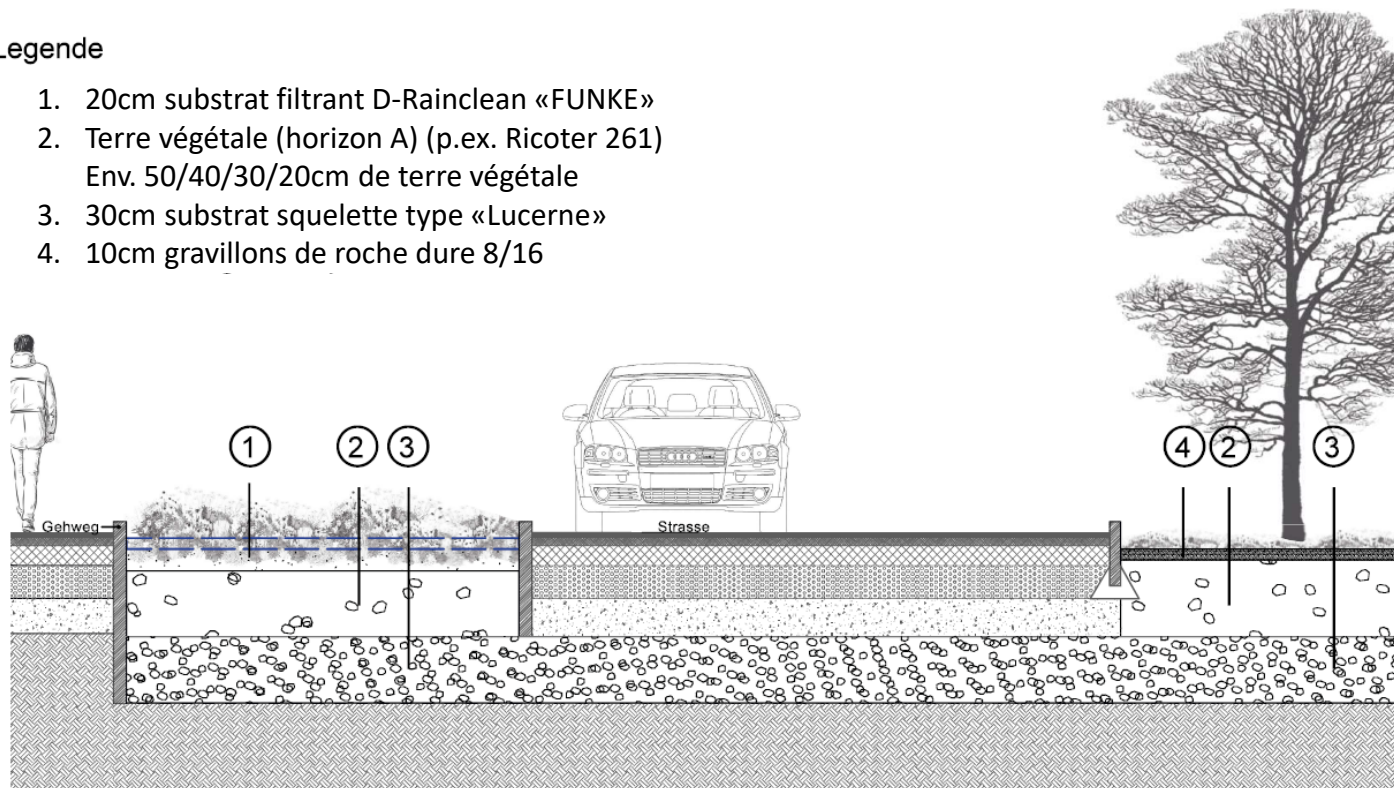 Legende
1. 20cm substrat filtrant D-Rainclean «FUNKE»
2. Terre végétale (horizon A) (p.ex. Ricoter 261)
Env. 50/40/30/20cm de terre végétale
3. 30cm substrat squelette type «Lucerne»
4. 10cm gravillons de roche dure 8/16
1 2 3 4 2 3
Gehweg Strasse